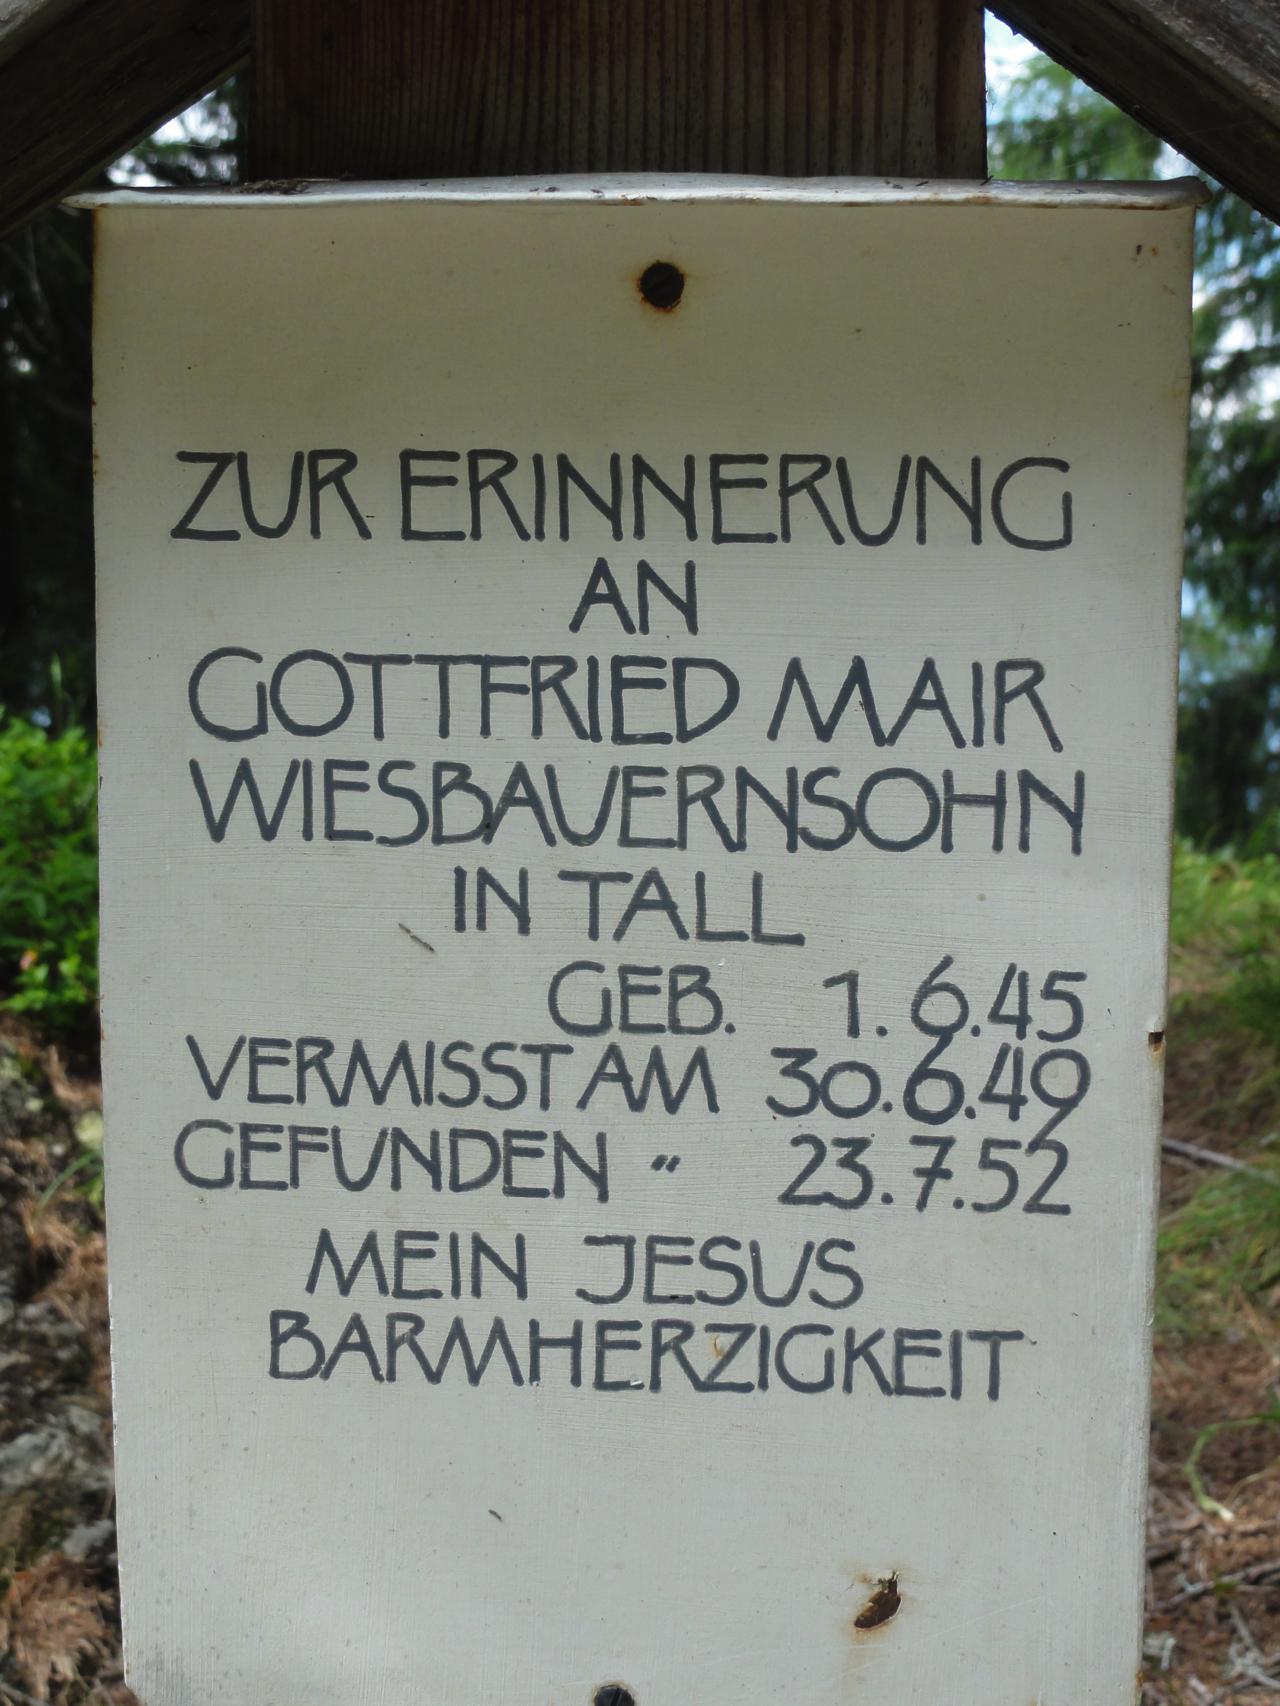 ZUR ERINNERUNG
AN
GOTTFRIED MAIR
WIESBAUERNSOHN
IN TALL
GEB. 1. 6.45
VERMISST AM 30.6.49
GEFUNDEN " 23.7.52
MEIN JESUS
BARMHERZIGKEIT